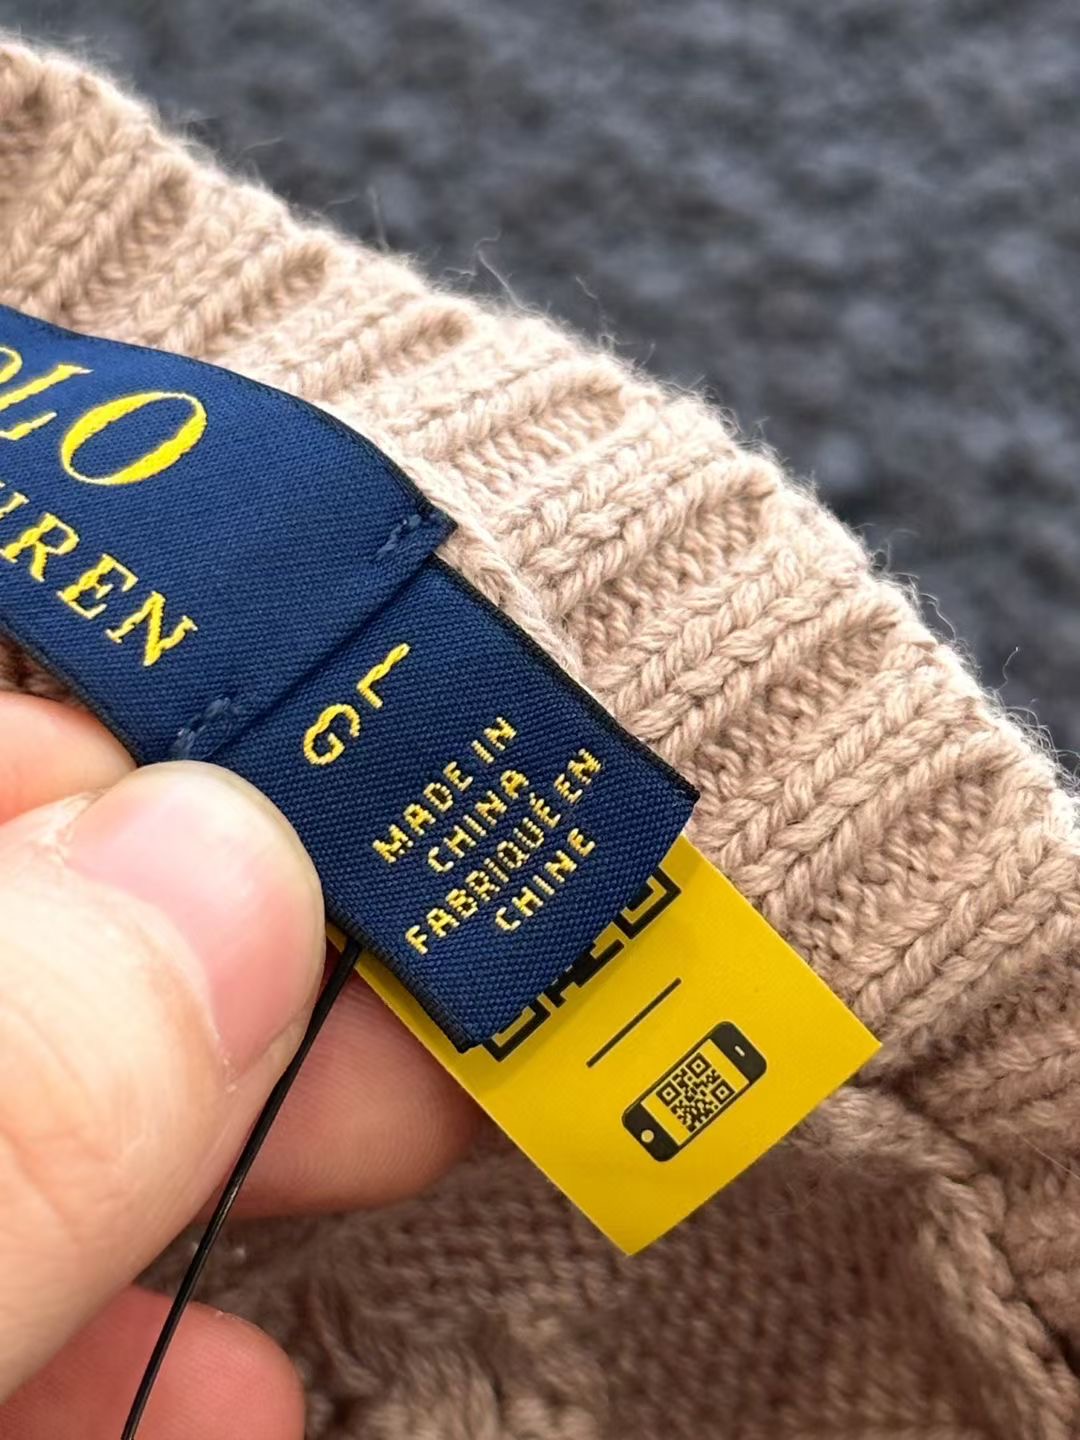 OLO
UREN
L
G
MADE IN
CHINA
FABRIQUÉ EN
CHINE